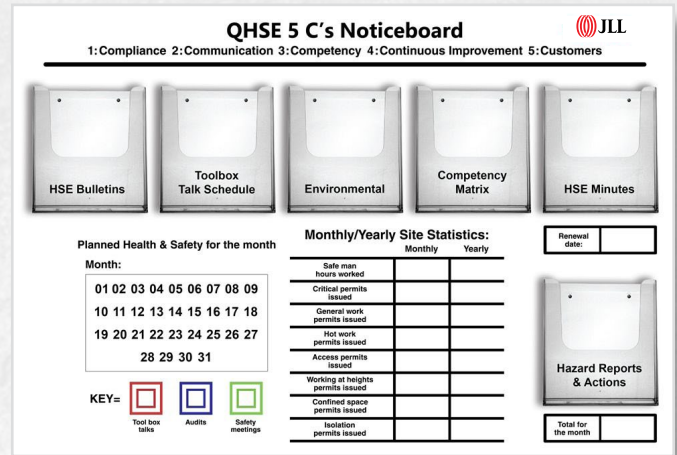 QHSE 5 C's Noticeboard
JLL
1:Compliance 2:Communication 3:Competency 4:Continuous Improvement 5:Customers
HSE Bulletins
Toolbox
Talk Schedule
Environmental
Competency
Matrix
HSE Minutes
Planned Health & Safety for the month
Month:
01 02 03 04 05 06 07 08 09
10 11 12 13 14 15 16 17 18
19 20 21 22 23 24 25 26 27
28 29 30 31
KEY=
Tool box
talks
Audits
Safety
meetings
Monthly/Yearly Site Statistics:
Monthly Yearly
Safe man
hours worked
Critical permits
issued
General work
permits issued
Hot work
permits issued
Access permits
issued
Working at heights
permits issued
Confined space
permits issued
Isolation
permits issued
Renewal
date:
Hazard Reports
& Actions
Total for
the month